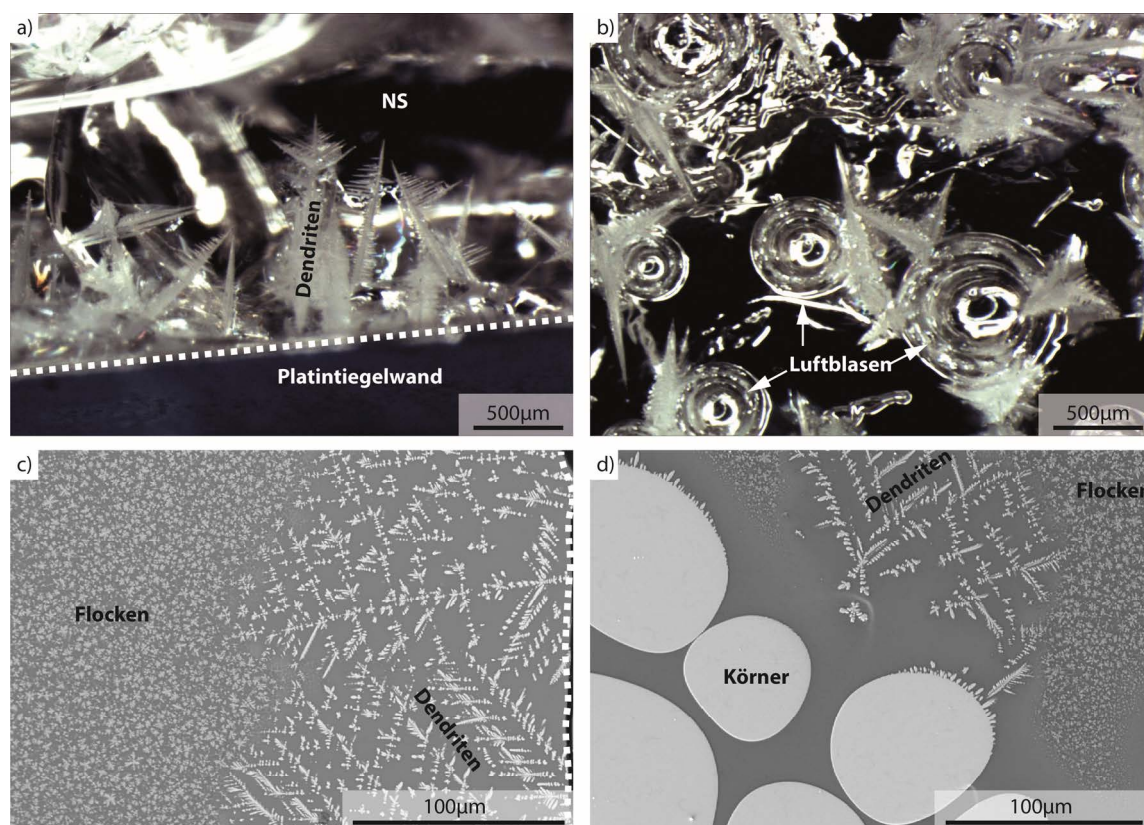 a)
NS
Dendriten
Platintiegelwand
500µm
b)
Luftblasen
500µm
c)
Flocken
Dendriten
100µm
d)
Dendriten
Flocken
Körner
100µm